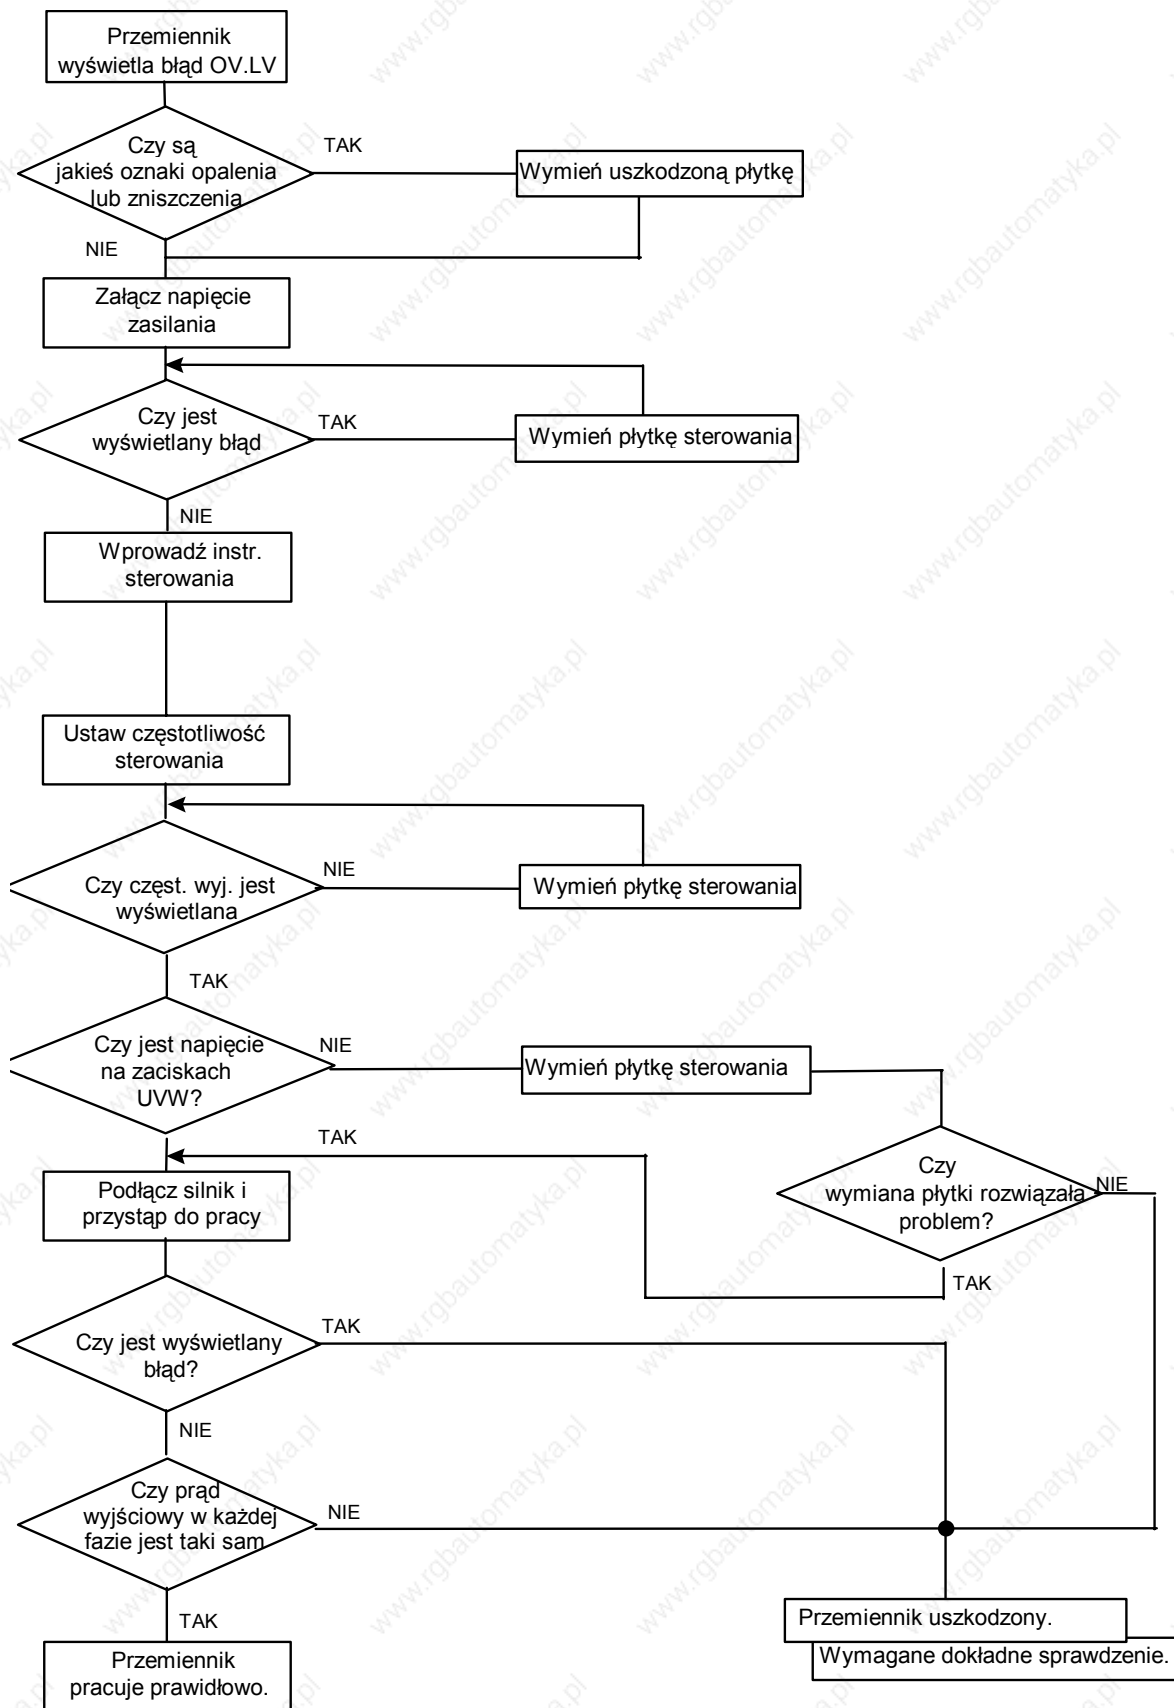 Przemiennik
wyświetla błąd OV.LV
Czy są
jakieś oznaki opalenia
lub zniszczenia
TAK
Wymień uszkodzoną płytkę
NIE
Załącz napięcie
zasilania
Czy jest
wyświetlany błąd
TAK
Wymień płytkę sterowania
NIE
Wprowadź instr.
sterowania
Ustaw częstotliwość
sterowania
Czy częst. wyj. jest
wyświetlana
NIE
Wymień płytkę sterowania
TAK
Czy jest napięcie
na zaciskach
UVW?
NIE
Wymień płytkę sterowania
TAK
Czy
wymiana płytki rozwiązała
problem?
NIE
TAK
Podłącz silnik i
przystąp do pracy
Czy jest wyświetlany
błąd?
TAK
NIE
Czy prąd
wyjściowy w każdej
fazie jest taki sam
NIE
TAK
Przemiennik uszkodzony.
Wymagane dokładne sprawdzenie.
Przemiennik
pracuje prawidłowo.
www.rgbautomatyka.pl